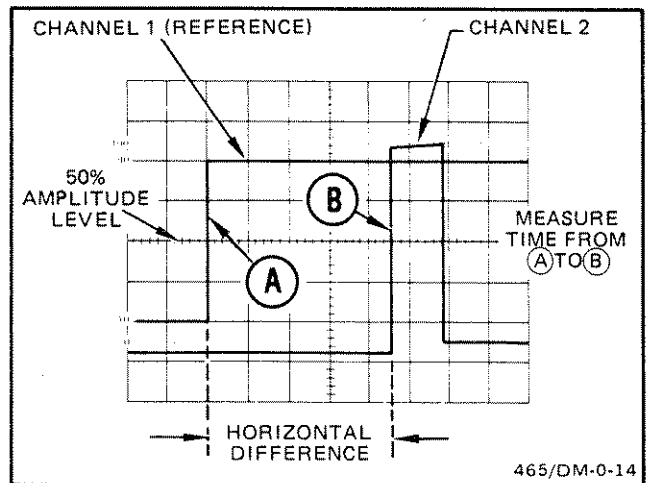 CHANNEL 1 (REFERENCE)
CHANNEL 2
50%
AMPLITUDE
LEVEL
B
MEASURE
TIME FROM
Ⓐ TO Ⓑ
A
HORIZONTAL
DIFFERENCE
465/DM-0-14